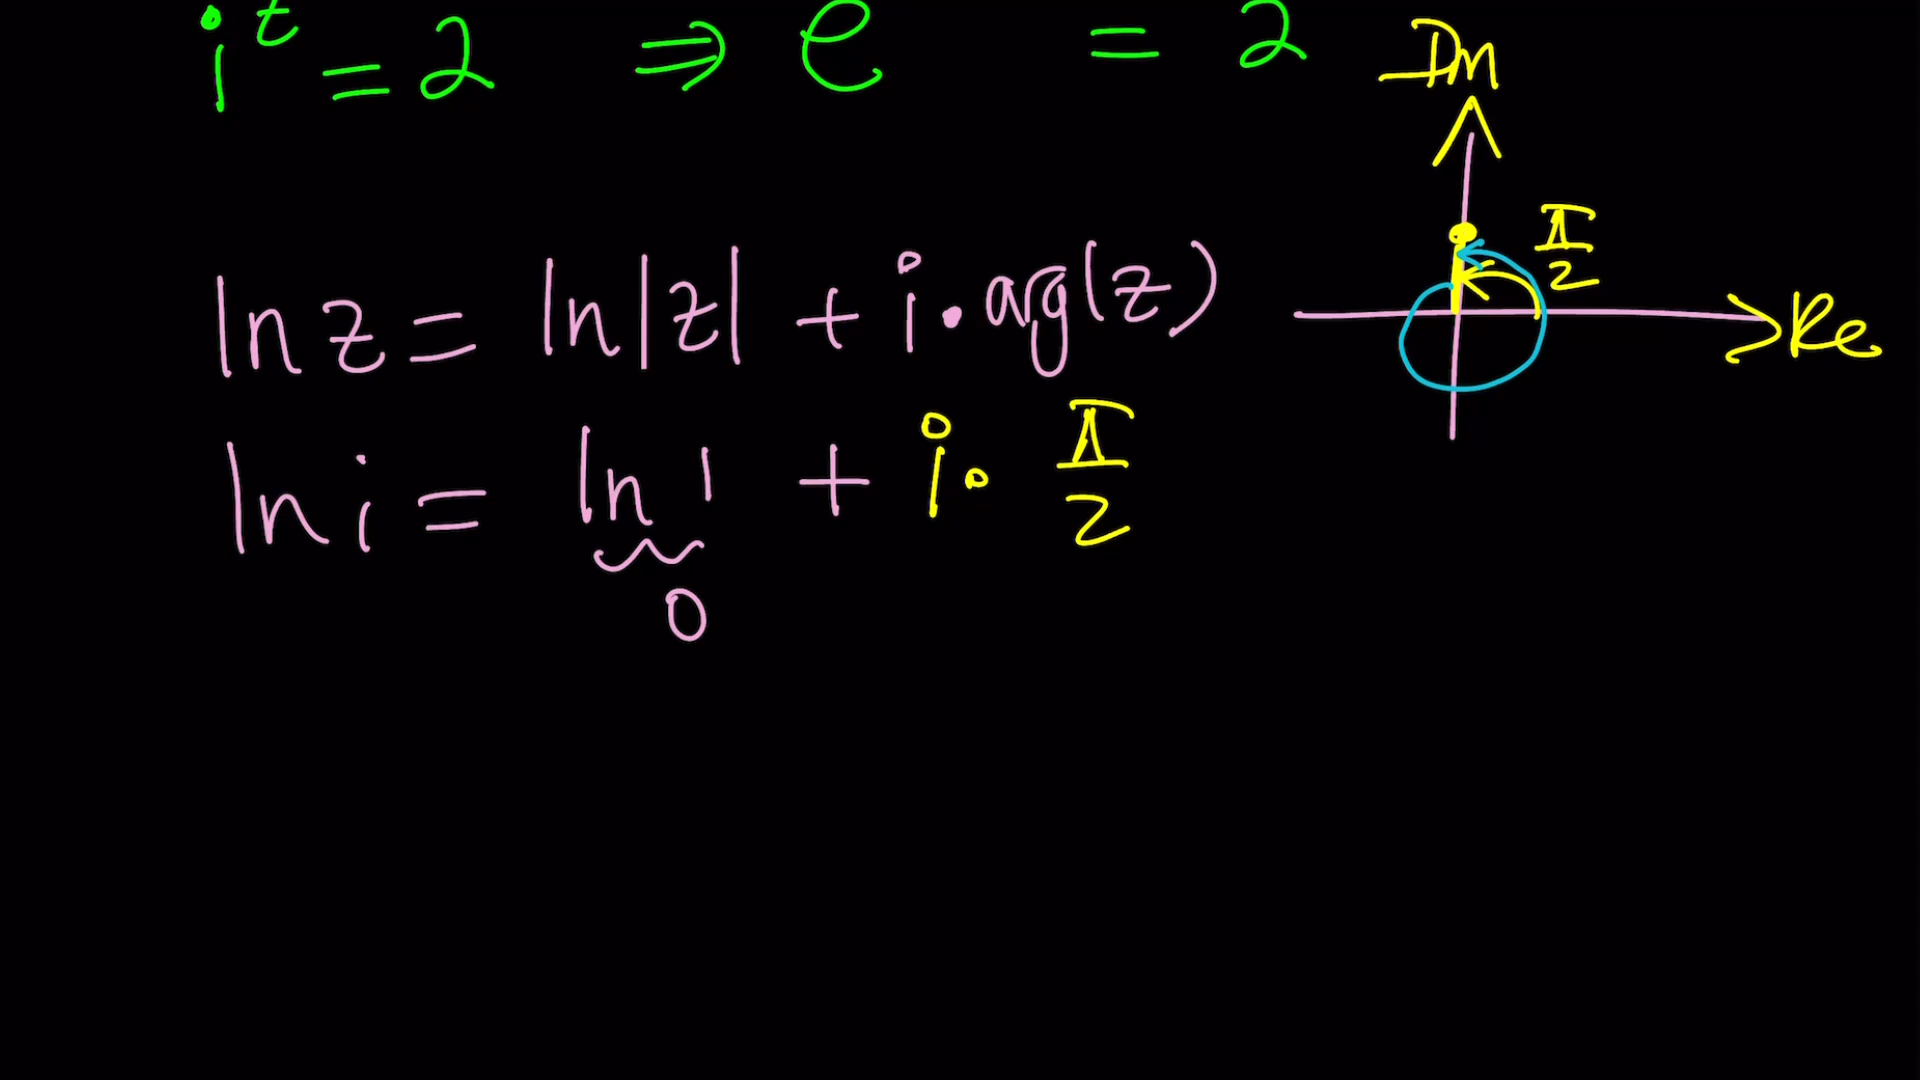 i^t = 2 ⇒ e = 2
Im
π/2
ln z = ln|z| + i·arg(z)
Re
ln i = ln 1 + i·π/2
0